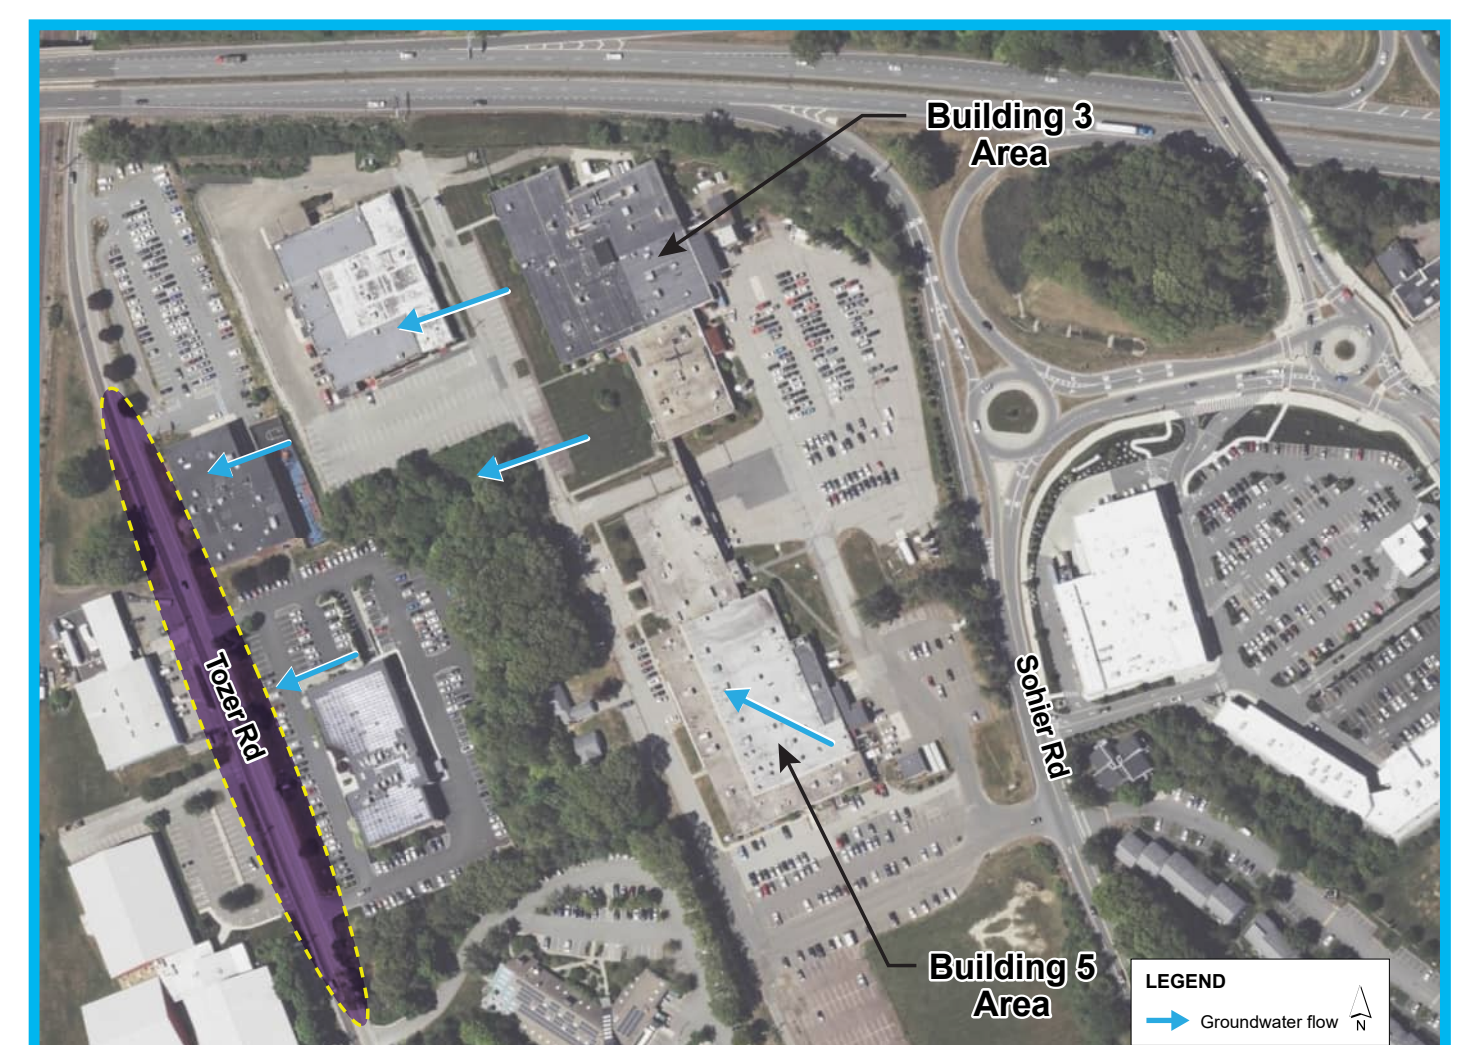 Building 3
Area
Tozer Rd
Sohier Rd
Building 5
Area
LEGEND
Groundwater flow
N